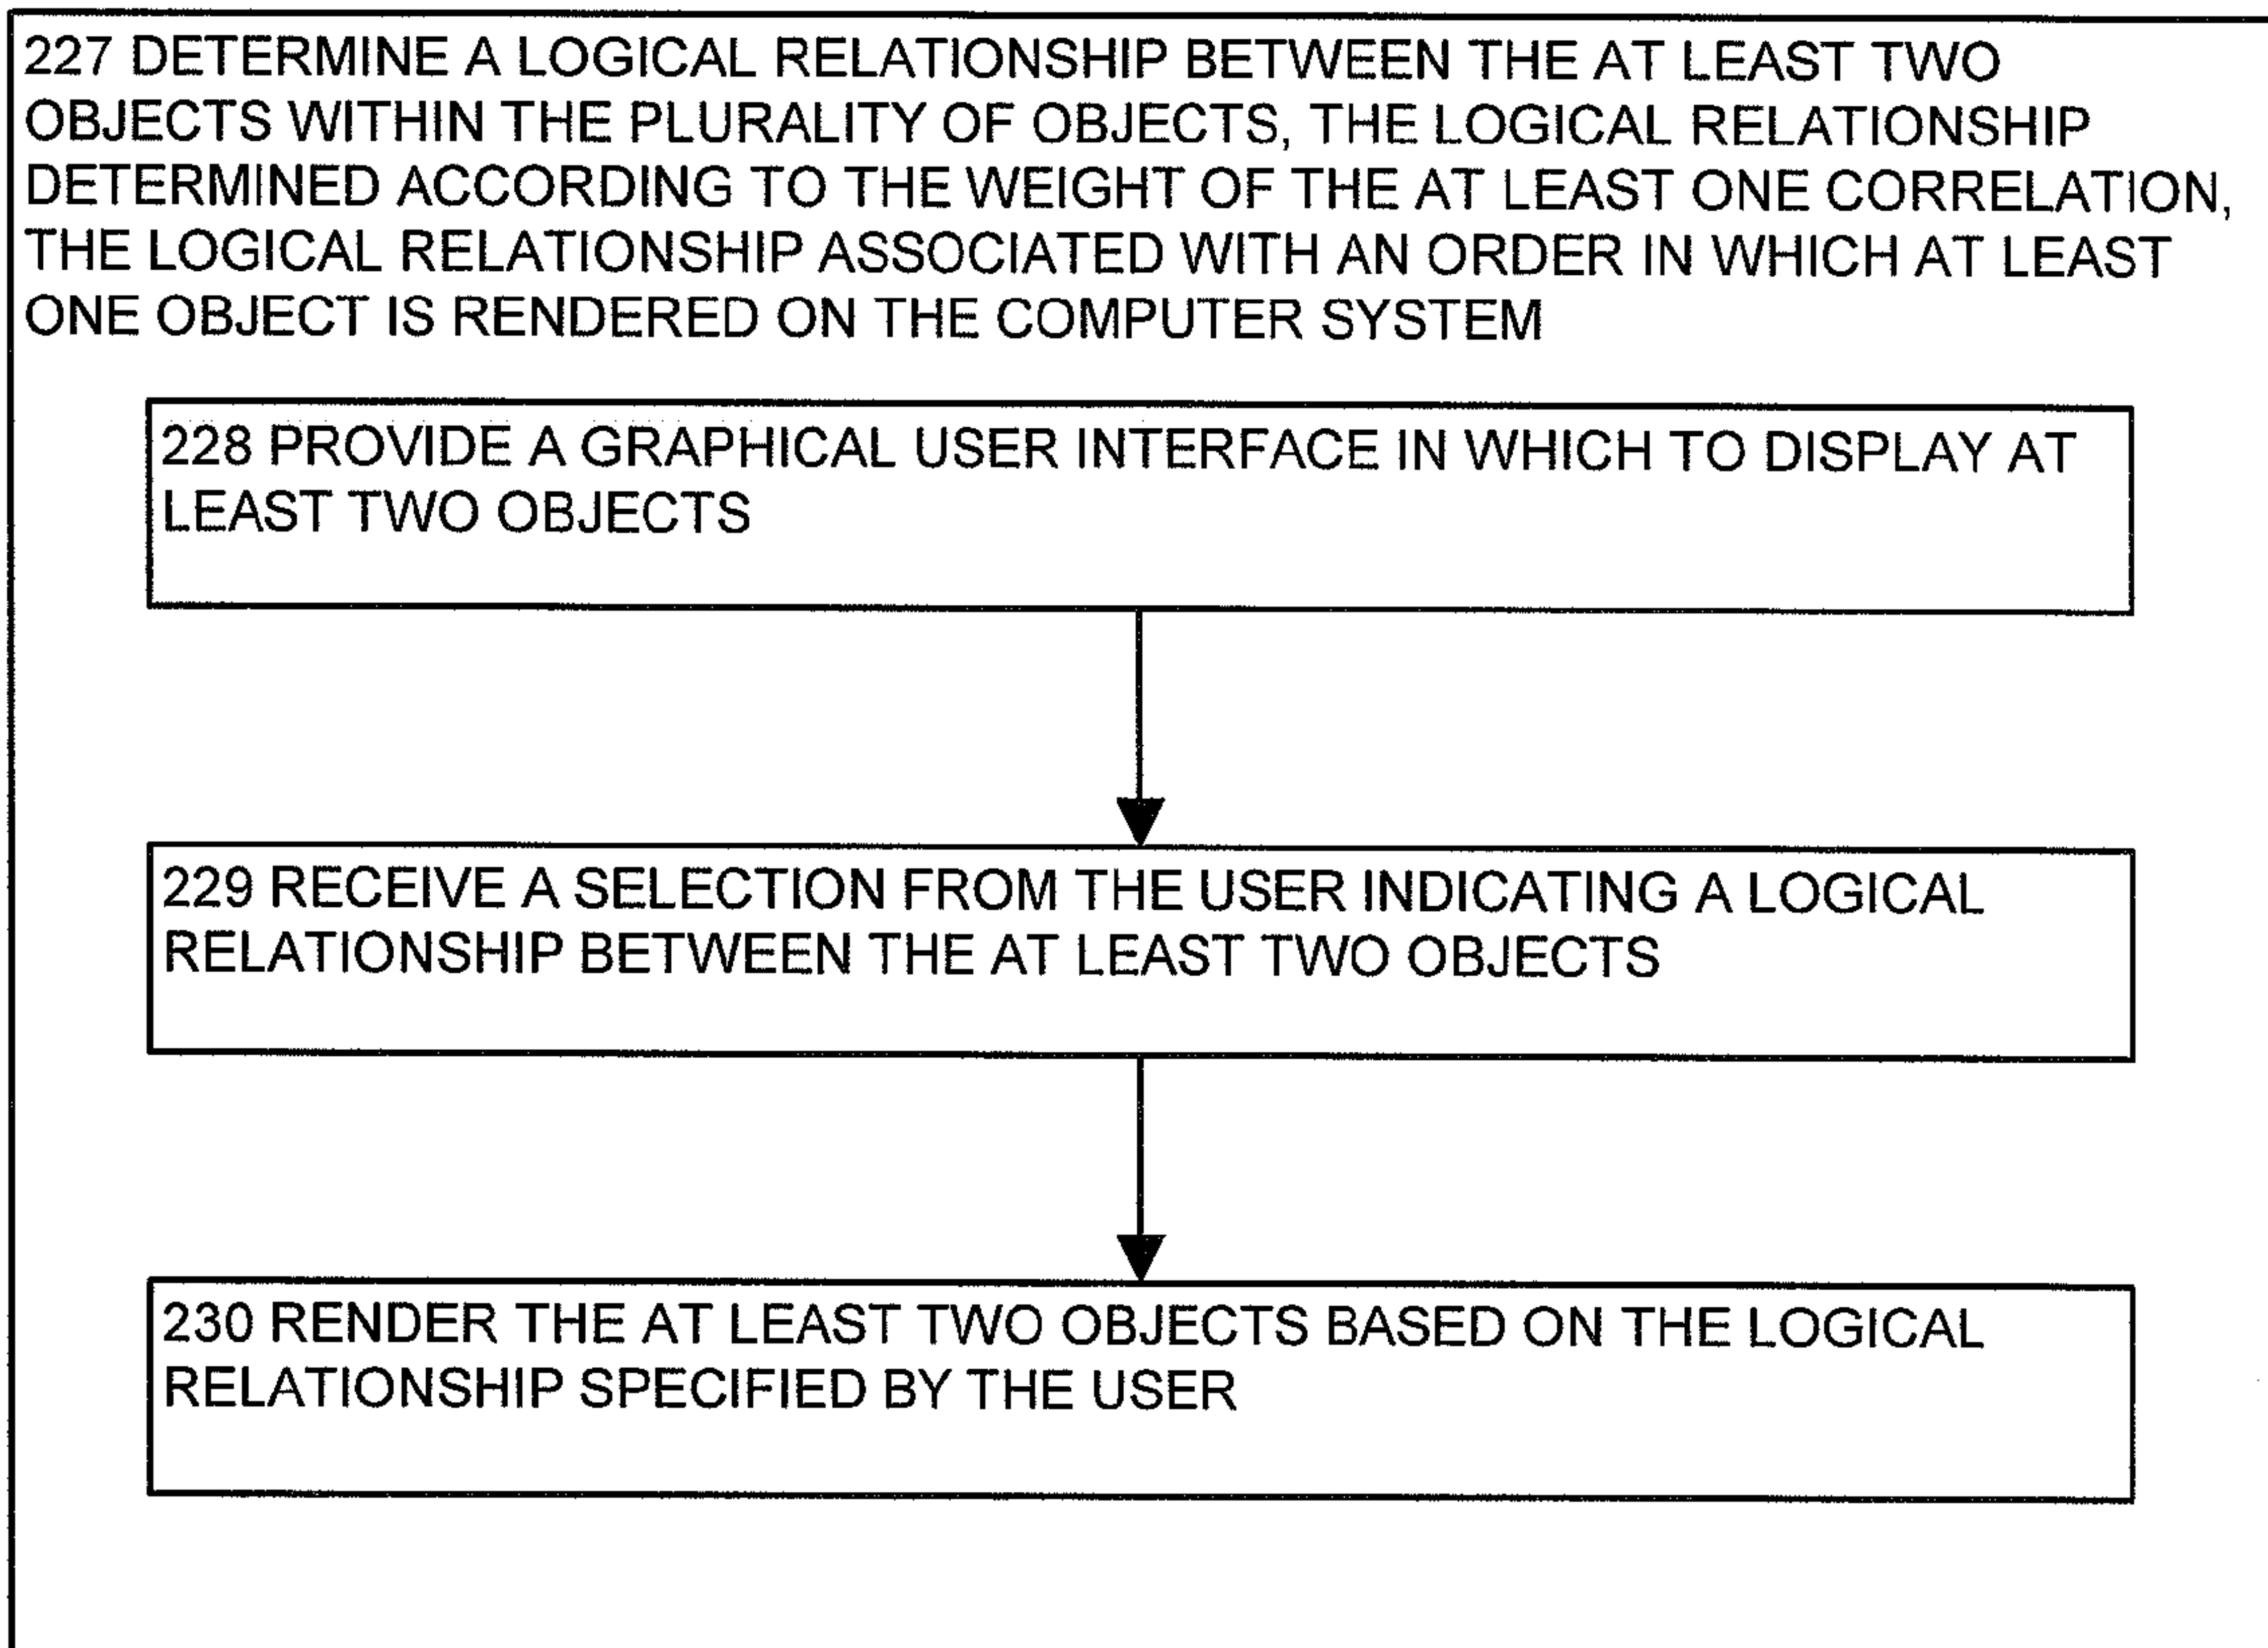 227 DETERMINE A LOGICAL RELATIONSHIP BETWEEN THE AT LEAST TWO
OBJECTS WITHIN THE PLURALITY OF OBJECTS, THE LOGICAL RELATIONSHIP
DETERMINED ACCORDING TO THE WEIGHT OF THE AT LEAST ONE CORRELATION,
THE LOGICAL RELATIONSHIP ASSOCIATED WITH AN ORDER IN WHICH AT LEAST
ONE OBJECT IS RENDERED ON THE COMPUTER SYSTEM
228 PROVIDE A GRAPHICAL USER INTERFACE IN WHICH TO DISPLAY AT
LEAST TWO OBJECTS
229 RECEIVE A SELECTION FROM THE USER INDICATING A LOGICAL
RELATIONSHIP BETWEEN THE AT LEAST TWO OBJECTS
230 RENDER THE AT LEAST TWO OBJECTS BASED ON THE LOGICAL
RELATIONSHIP SPECIFIED BY THE USER